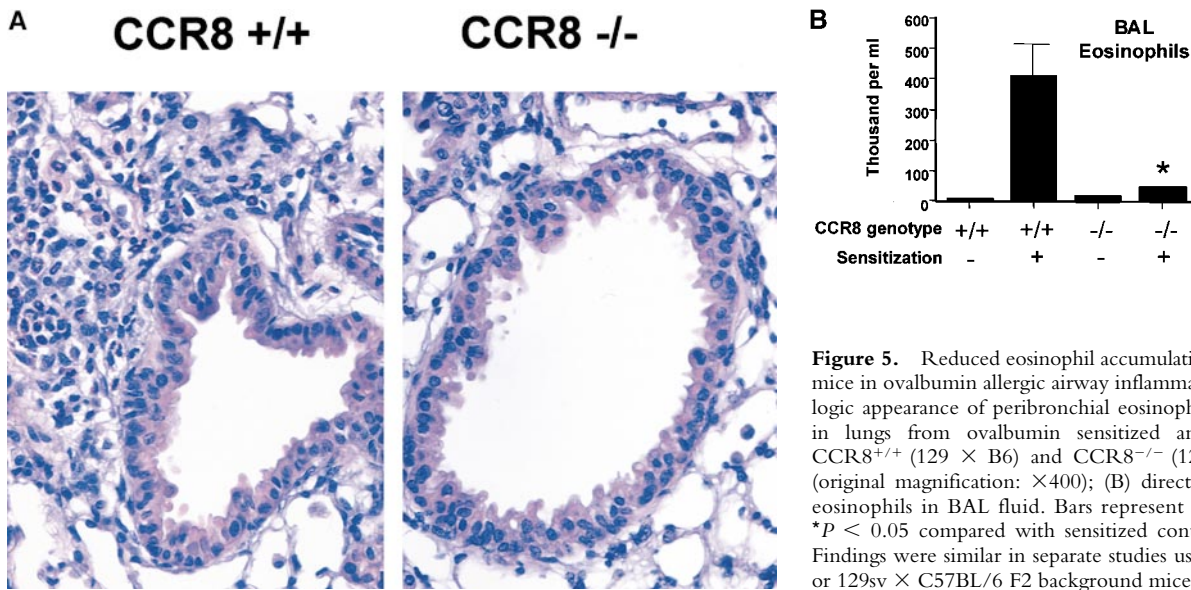 A
CCR8 +/+
CCR8 -/-
B
BAL
Eosinophils
Thousand per ml
600
500
400
300
200
100
0
*
CCR8 genotype +/+ +/+ -/- -/-
Sensitization - + - +
Figure 5. Reduced eosinophil accumulati
mice in ovalbumin allergic airway inflamma
logic appearance of peribronchial eosinoph
in lungs from ovalbumin sensitized an
CCR8+/+ (129 × B6) and CCR8−/− (12
(original magnification: ×400); (B) direct
eosinophils in BAL fluid. Bars represent
*P < 0.05 compared with sensitized con
Findings were similar in separate studies us
or 129sv × C57BL/6 F2 background mice